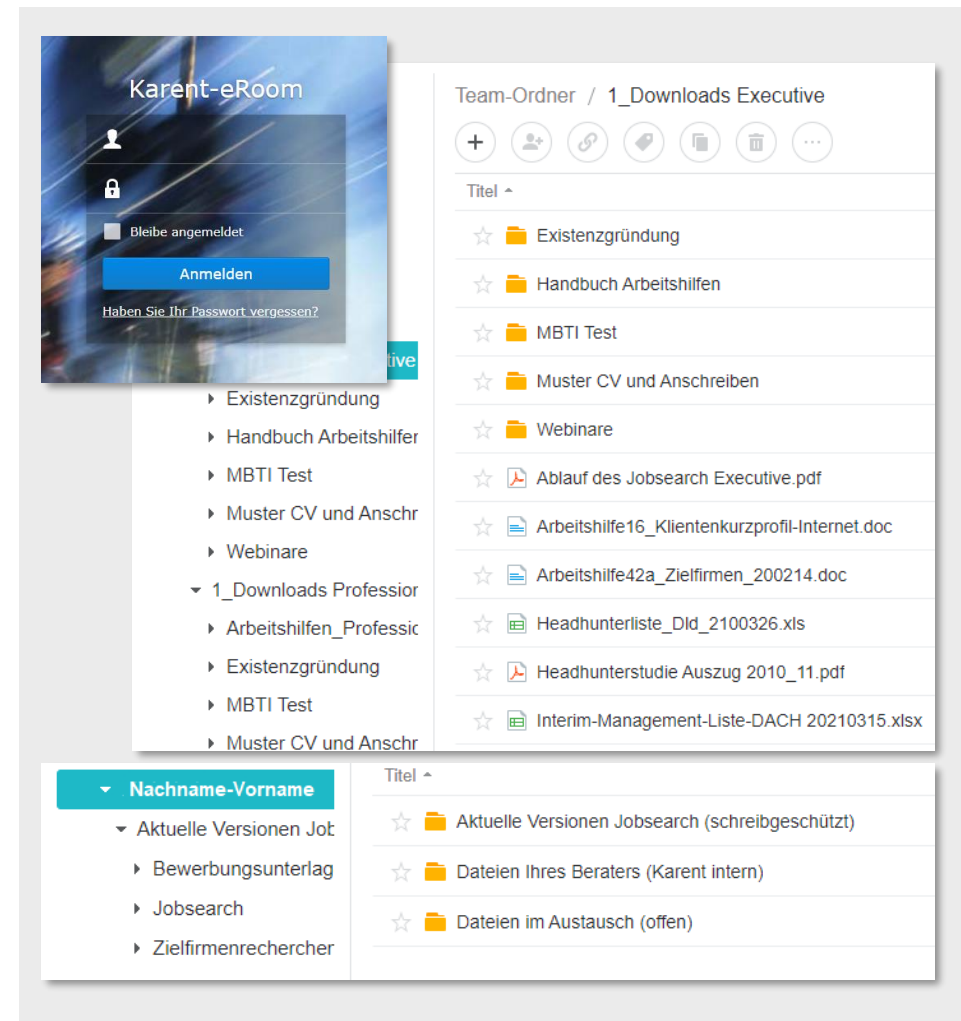 Karent-eRoom
Bleibe angemeldet
Anmelden
Haben Sie Ihr Passwort vergessen?
tive
Existenzgründung
Handbuch Arbeitshilfer
MBTI Test
Muster CV und Anschr
Webinare
1_Downloads Profession
Arbeitshilfen_Professic
Existenzgründung
MBTI Test
Muster CV und Anschr
Team-Ordner / 1_Downloads Executive
Titel
Existenzgründung
Handbuch Arbeitshilfen
MBTI Test
Muster CV und Anschreiben
Webinare
Ablauf des Jobsearch Executive.pdf
Arbeitshilfe16_Klientenkurzprofil-Internet.doc
Arbeitshilfe42a_Zielfirmen_200214.doc
Headhunterliste_Dld_2100326.xls
Headhunterstudie Auszug 2010_11.pdf
Interim-Management-Liste-DACH 20210315.xlsx
Nachname-Vorname
Aktuelle Versionen Job
Bewerbungsunterlag
Jobsearch
Zielfirmenrecherchen
Titel
Aktuelle Versionen Jobsearch (schreibgeschützt)
Dateien Ihres Beraters (Karent intern)
Dateien im Austausch (offen)